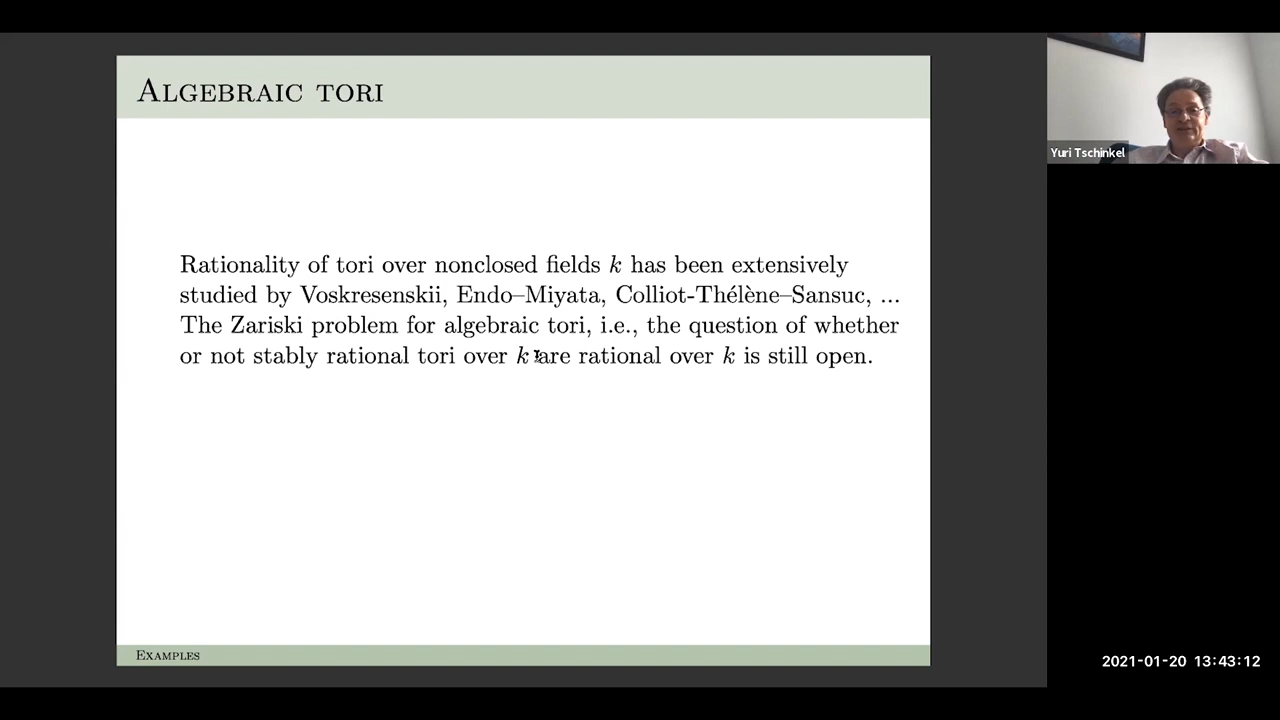 ALGEBRAIC TORI
Rationality of tori over nonclosed fields k has been extensively
studied by Voskresenskii, Endo–Miyata, Colliot-Thélène–Sansuc, ...
The Zariski problem for algebraic tori, i.e., the question of whether
or not stably rational tori over k are rational over k is still open.
EXAMPLES
Yuri Tschinkel
2021-01-20 13:43:12